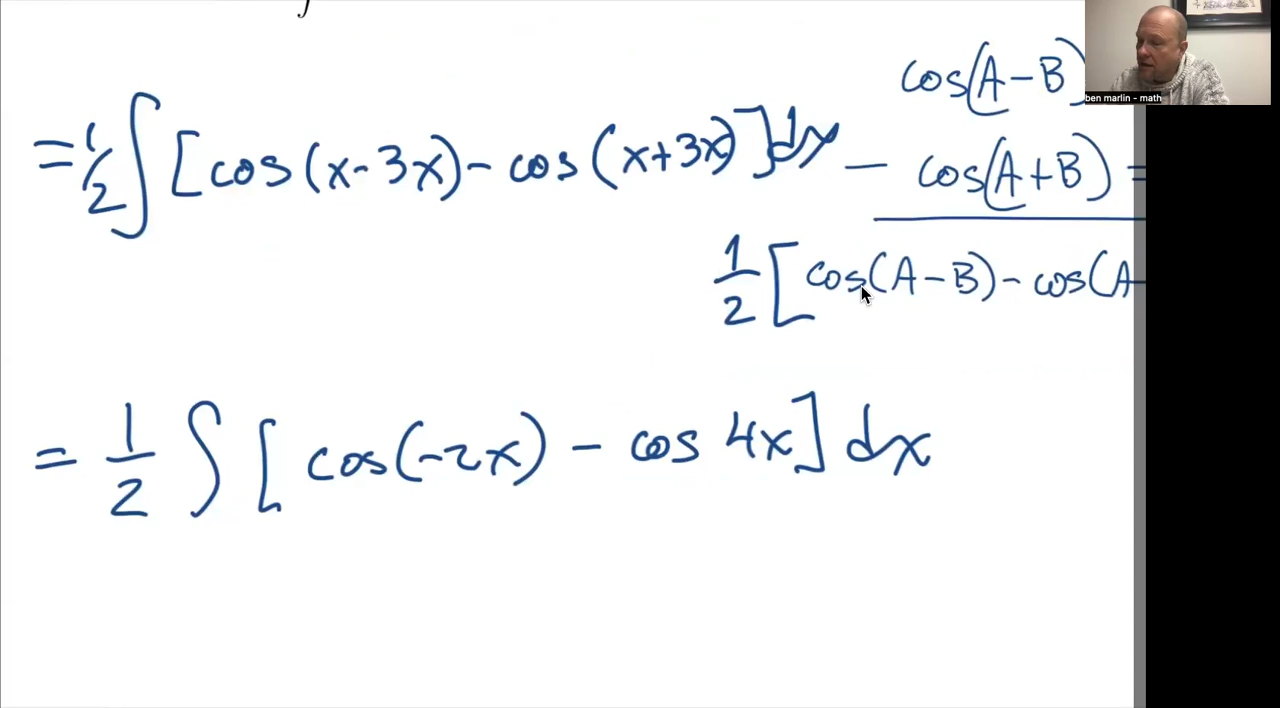 cos(A-B)
ben marlin - math
=½∫[cos(x-3x)-cos(x+3x)]dx
- cos(A+B) =
1/2 [cos(A-B)-cos(A
= 1/2 ∫ [cos(-2x) - cos 4x] dx